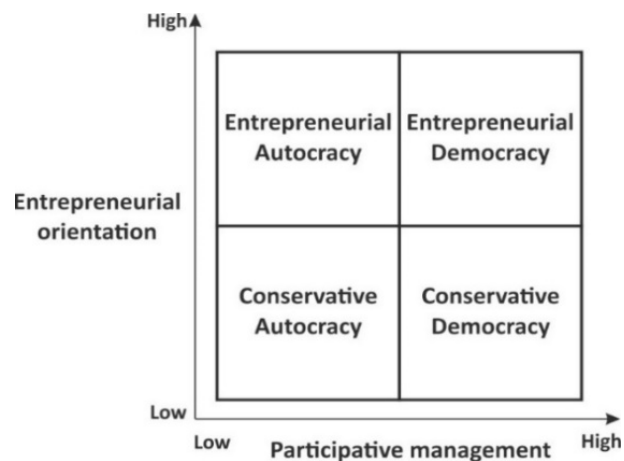 High
Entrepreneurial
Autocracy
Entrepreneurial
Democracy
Entrepreneurial
orientation
Conservative
Autocracy
Conservative
Democracy
Low
Low
Participative management
High